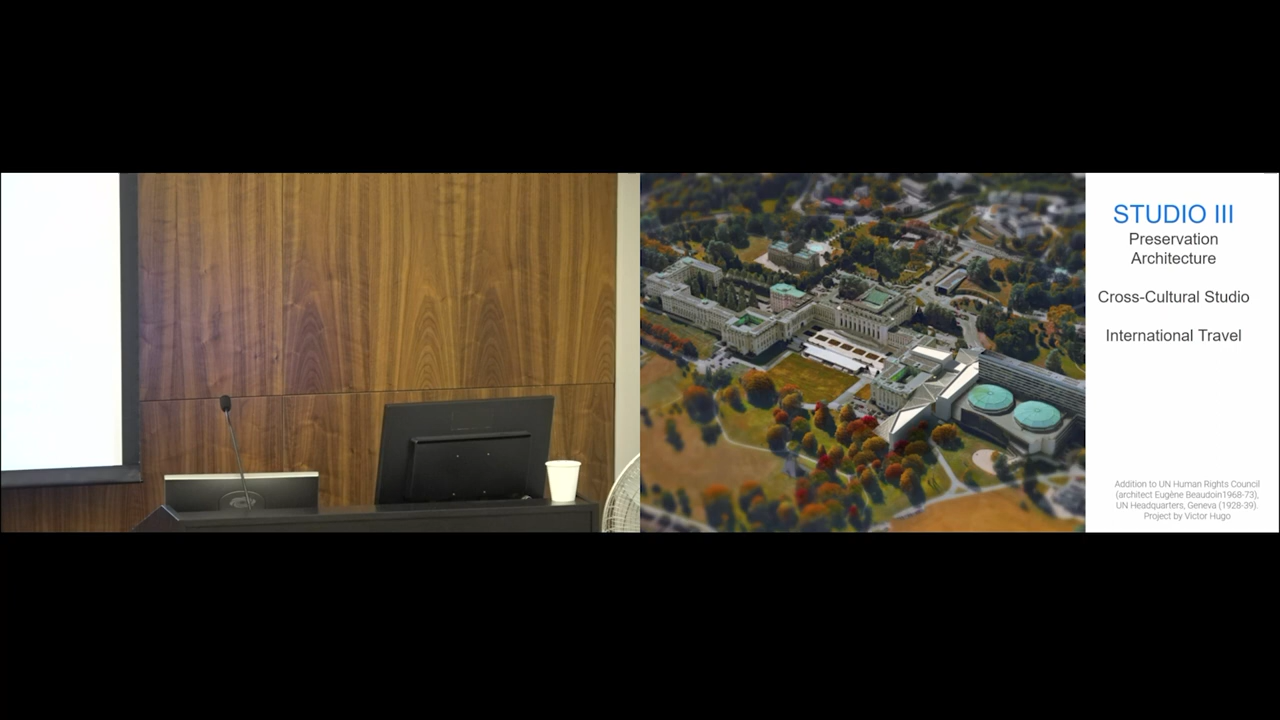 STUDIO III
Preservation
Architecture
Cross-Cultural Studio
International Travel
Addition to UN Human Rights Council
(architect Eugène Beaudoin1968-73),
UN Headquarters, Geneva (1928-39).
Project by Victor Hugo